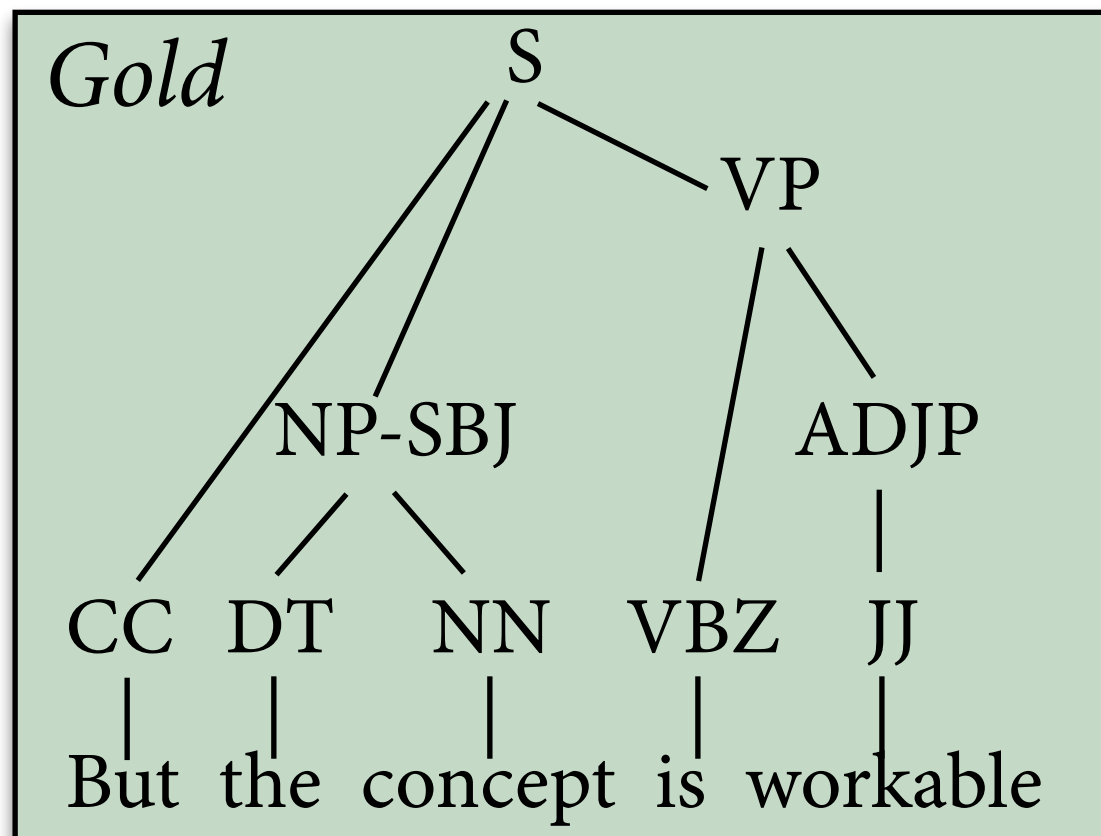 Gold
S
VP
NP-SBJ ADJP
CC DT NN VBZ JJ
But the concept is workable